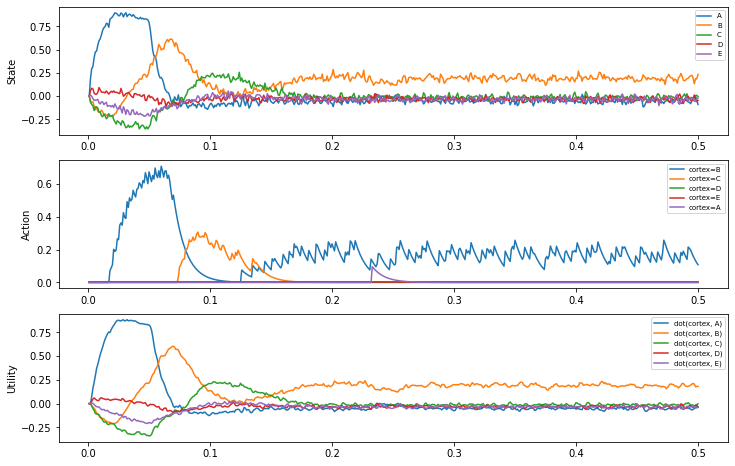 State
0.75
0.50
0.25
0.00
−0.25
0.0 0.1 0.2 0.3 0.4 0.5
A
B
C
D
E
Action
0.6
0.4
0.2
0.0
0.0 0.1 0.2 0.3 0.4 0.5
cortex=B
cortex=C
cortex=D
cortex=E
cortex=A
Utility
0.75
0.50
0.25
0.00
−0.25
0.0 0.1 0.2 0.3 0.4 0.5
dot(cortex, A)
dot(cortex, B)
dot(cortex, C)
dot(cortex, D)
dot(cortex, E)